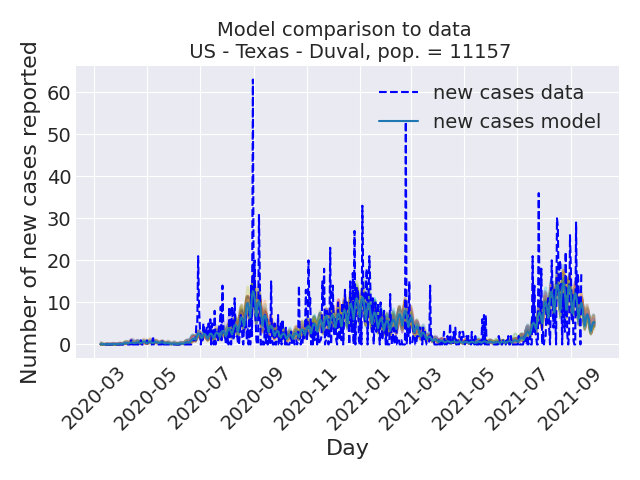 Model comparison to data
US - Texas - Duval, pop. = 11157
Number of new cases reported
60
50
40
30
20
10
0
new cases data
new cases model
2020-03
2020-05
2020-07
2020-09
2020-11
2021-01
2021-03
2021-05
2021-07
2021-09
Day